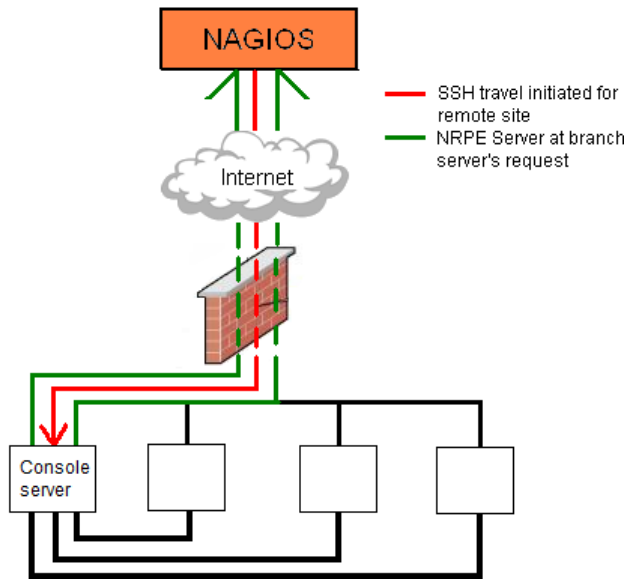 NAGIOS
SSH travel initiated for
remote site
NRPE Server at branch
server's request
Internet
Console
server